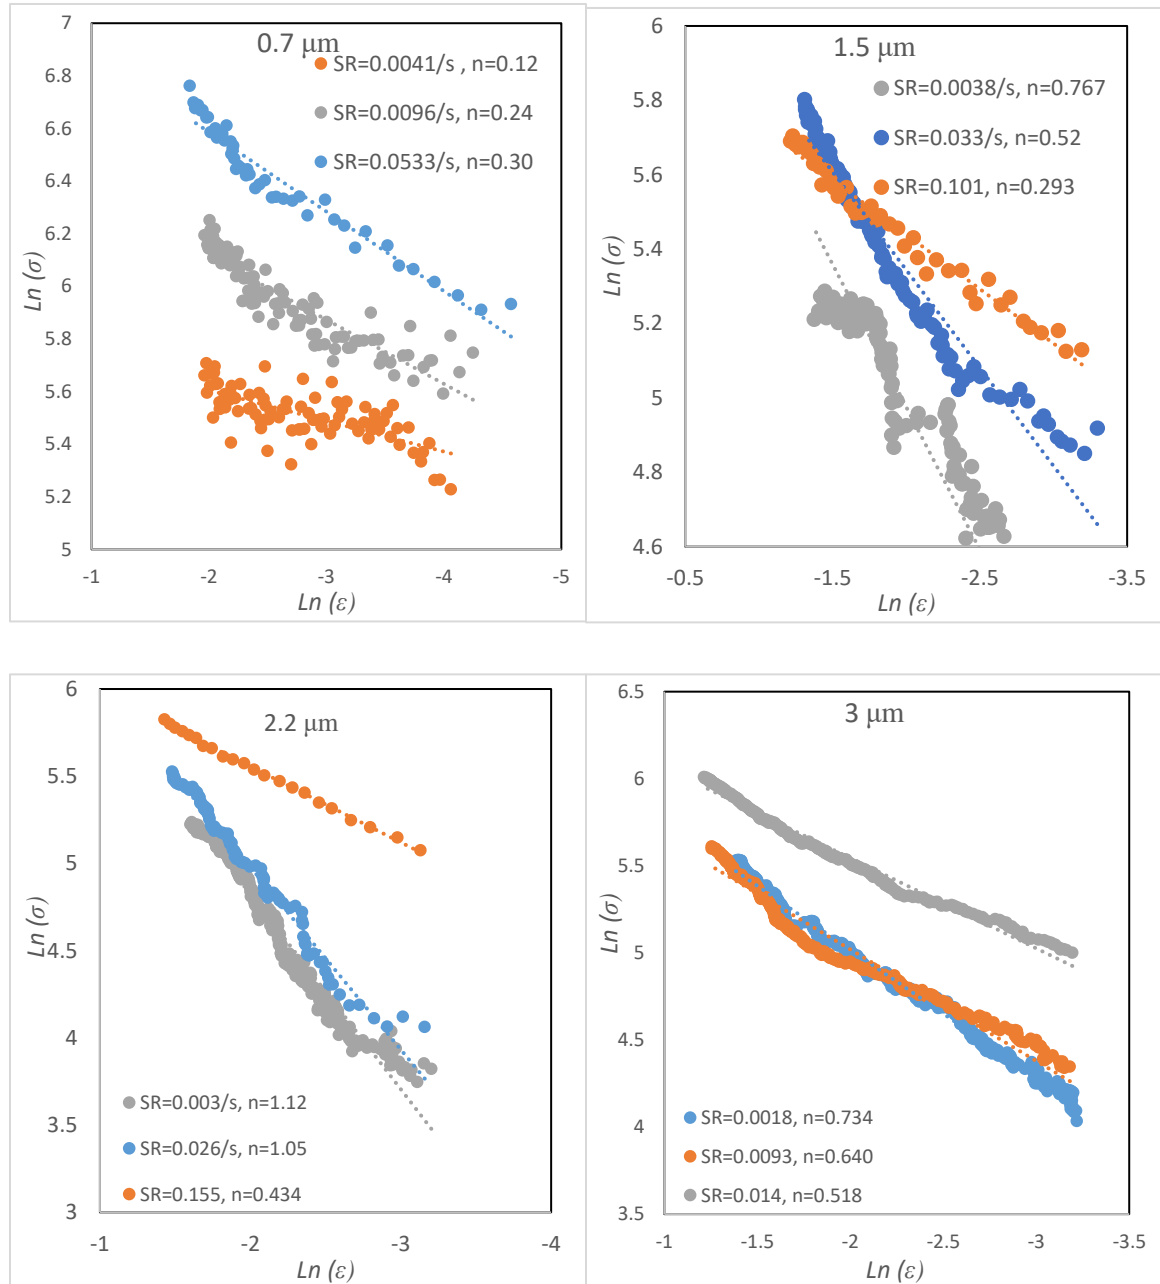 0.7 μm
SR=0.0041/s , n=0.12
SR=0.0096/s, n=0.24
SR=0.0533/s, n=0.30
7
6.8
6.6
6.4
6.2
6
5.8
5.6
5.4
5.2
5
Ln (σ)
-1
-2
-3
-4
-5
Ln (ε)
1.5 μm
SR=0.0038/s, n=0.767
SR=0.033/s, n=0.52
SR=0.101, n=0.293
6
5.8
5.6
5.4
5.2
5
4.8
4.6
Ln (σ)
-0.5
-1.5
-2.5
-3.5
Ln (ε)
2.2 μm
6
5.5
5
4.5
4
3.5
3
Ln (σ)
SR=0.003/s, n=1.12
SR=0.026/s, n=1.05
SR=0.155, n=0.434
-1
-2
-3
-4
Ln (ε)
3 μm
6.5
6
5.5
5
4.5
4
3.5
Ln (σ)
SR=0.0018, n=0.734
SR=0.0093, n=0.640
SR=0.014, n=0.518
-1
-1.5
-2
-2.5
-3
-3.5
Ln (ε)